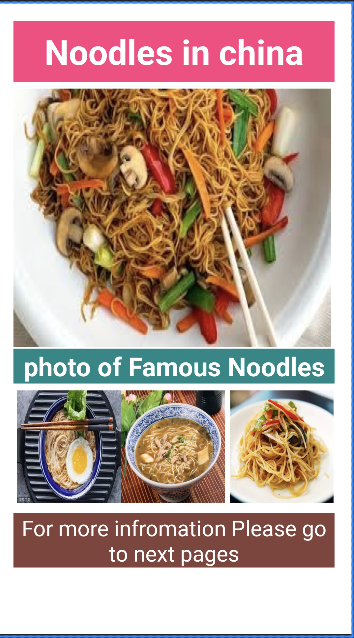 Noodles in china
photo of Famous Noodles
For more infromation Please go
to next pages